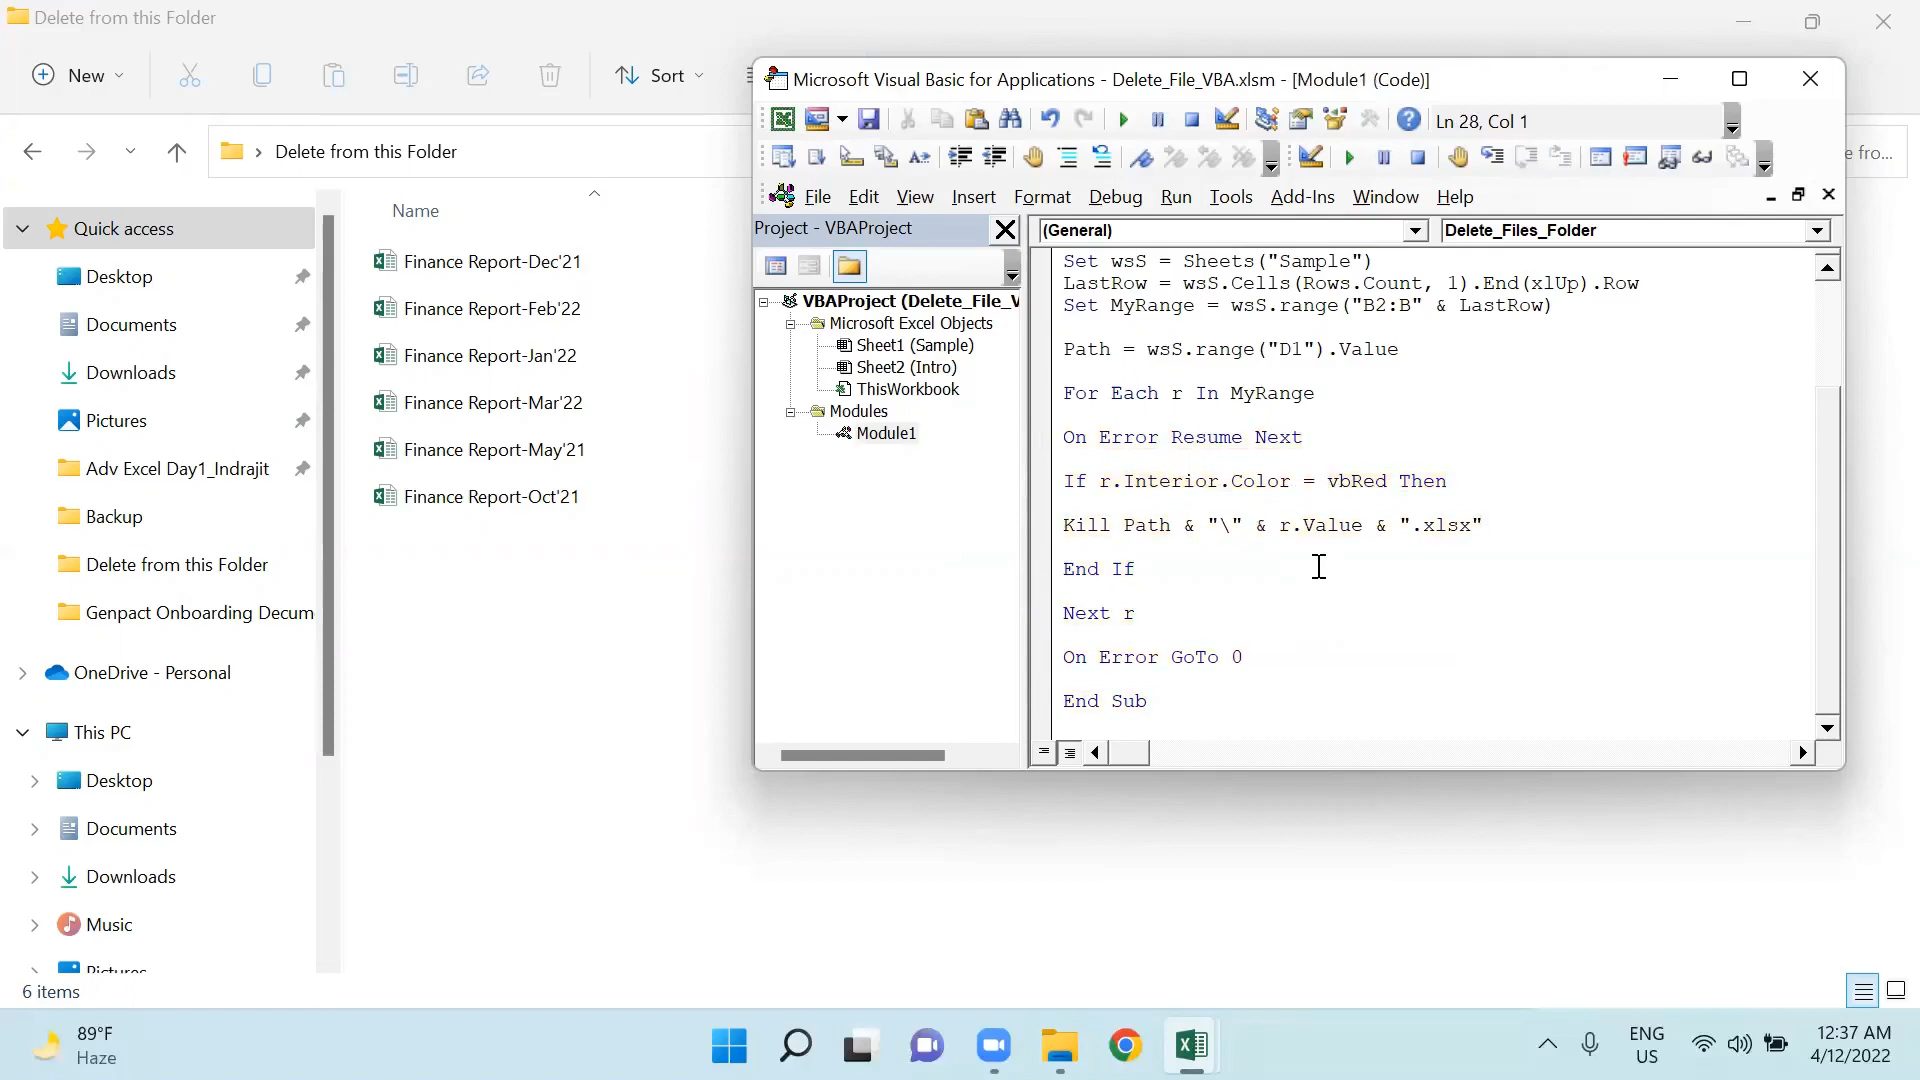 Delete from this Folder
New
Sort
Delete from this Folder
e fro...
Quick access
Desktop
Documents
Downloads
Pictures
Adv Excel Day1_Indrajit
Backup
Delete from this Folder
Genpact Onboarding Decum
OneDrive - Personal
This PC
Desktop
Documents
Downloads
Music
Pictures
6 items
Name
Finance Report-Dec'21
Finance Report-Feb'22
Finance Report-Jan'22
Finance Report-Mar'22
Finance Report-May'21
Finance Report-Oct'21
Microsoft Visual Basic for Applications - Delete_File_VBA.xlsm - [Module1 (Code)]
Ln 28, Col 1
File Edit View Insert Format Debug Run Tools Add-Ins Window Help
Project - VBAProject
VBAProject (Delete_File_V
Microsoft Excel Objects
Sheet1 (Sample)
Sheet2 (Intro)
ThisWorkbook
Modules
Module1
(General)
Delete_Files_Folder
Set wsS = Sheets("Sample")
LastRow = wsS.Cells(Rows.Count, 1).End(xlUp).Row
Set MyRange = wsS.range("B2:B" & LastRow)
Path = wsS.range("D1").Value
For Each r In MyRange
On Error Resume Next
If r.Interior.Color = vbRed Then
Kill Path & "\" & r.Value & ".xlsx"
End If
Next r
On Error GoTo 0
End Sub
89°F
Haze
ENG
US
12:37 AM
4/12/2022